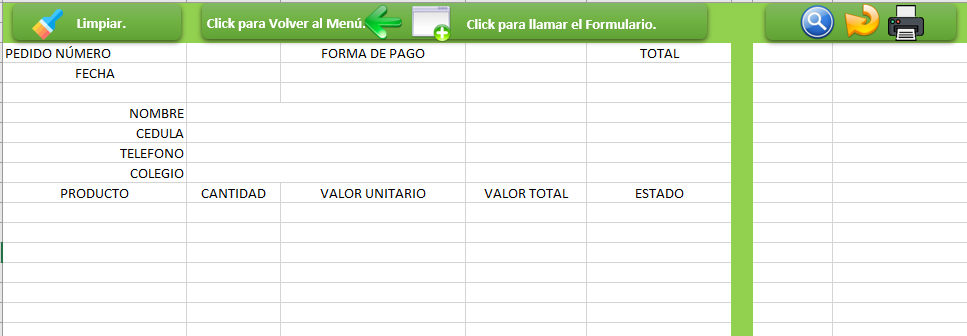 Limpiar.
Click para Volver al Menú.
Click para llamar el Formulario.
PEDIDO NÚMERO FORMA DE PAGO TOTAL
FECHA
NOMBRE
CEDULA
TELEFONO
COLEGIO
PRODUCTO CANTIDAD VALOR UNITARIO VALOR TOTAL ESTADO